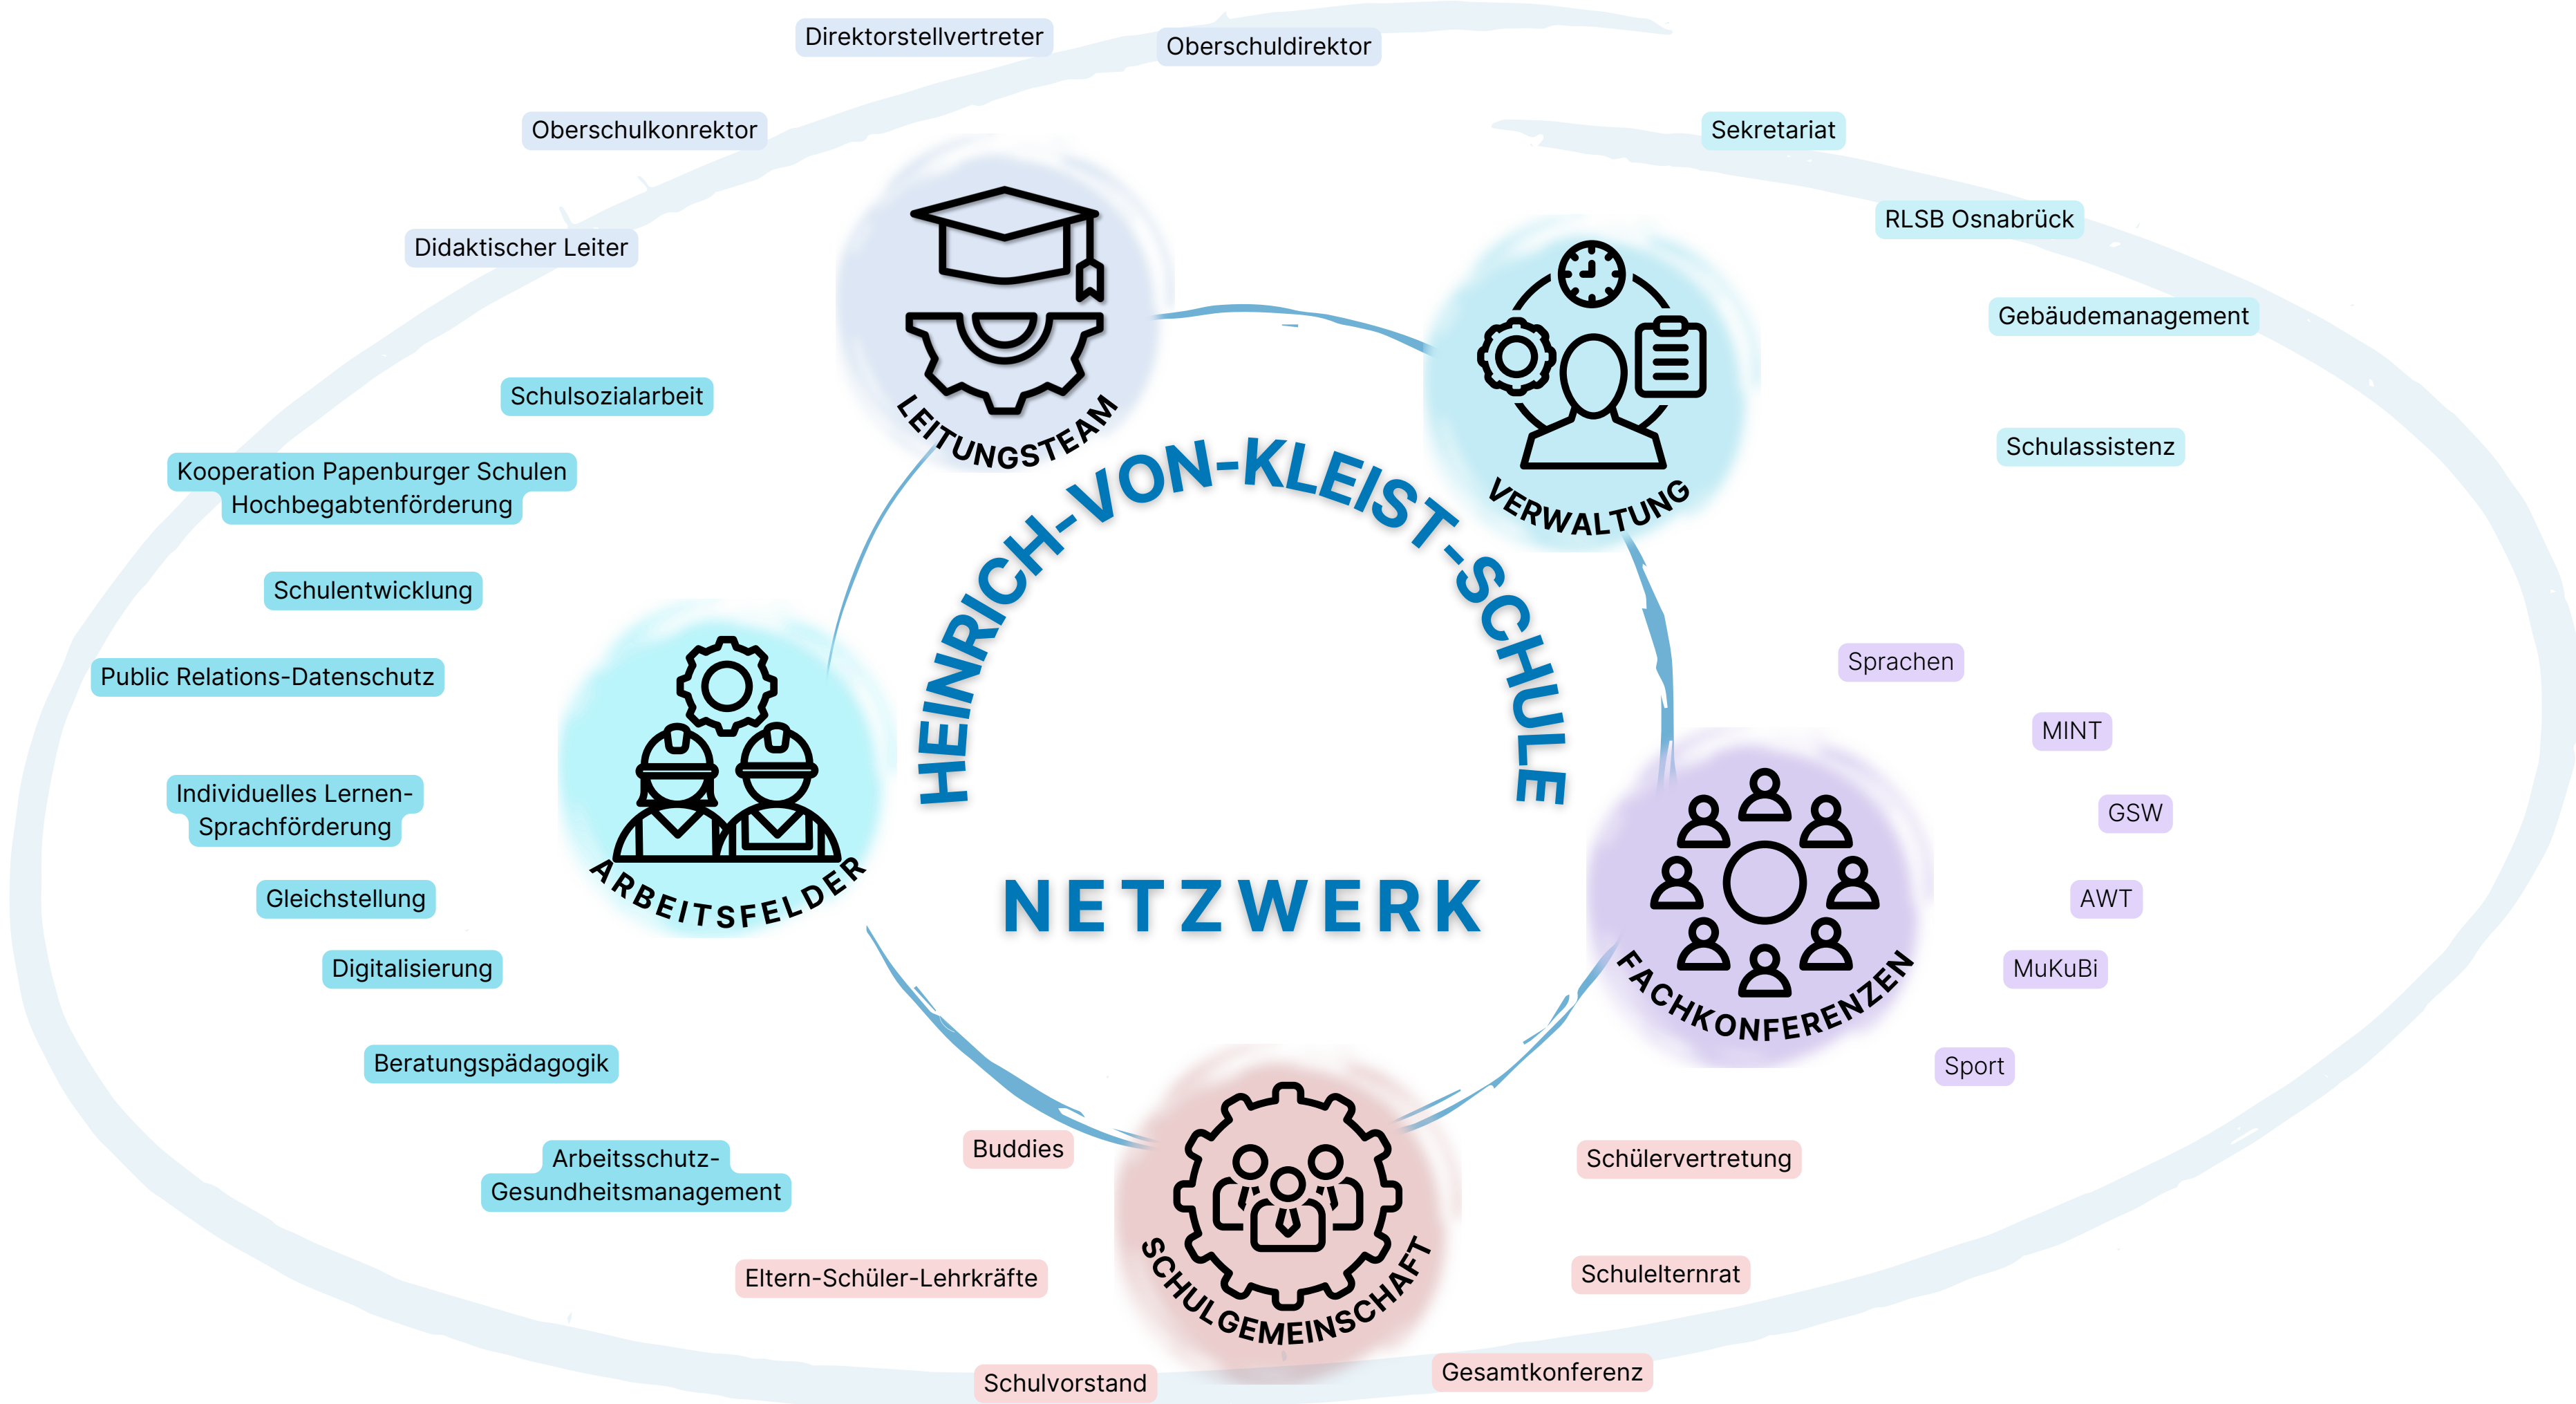 Direktorstellvertreter
Oberschuldirektor
Oberschulkonrektor
Didaktischer Leiter
LEITUNGSTEAM
Sekretariat
RLSB Osnabrück
Gebäudemanagement
Schulassistenz
VERWALTUNG
HEINRICH-VON-KLEIST-SCHULE
NETZWERK
Schulsozialarbeit
Kooperation Papenburger Schulen
Hochbegabtenförderung
Schulentwicklung
Public Relations-Datenschutz
Individuelles Lernen-
Sprachförderung
Gleichstellung
Digitalisierung
Beratungspädagogik
Arbeitsschutz-
Gesundheitsmanagement
ARBEITSFELDER
Sprachen
MINT
GSW
AWT
MuKuBi
Sport
FACHKONFERENZEN
Buddies
Eltern-Schüler-Lehrkräfte
Schulvorstand
Schülervertretung
Schulelternrat
Gesamtkonferenz
SCHULGEMEINSCHAFT